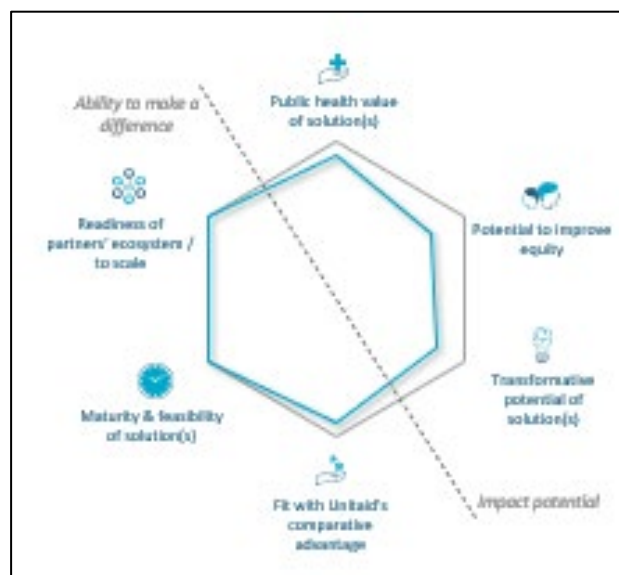 Ability to make a
difference
Public health value
of solution(s)
Readiness of
partners' ecosystem /
to scale
Potential to improve
equity
Maturity & feasibility
of solution(s)
Transformative
potential of
solution(s)
Fit with Unitaid's
comparative
advantage
Impact potential